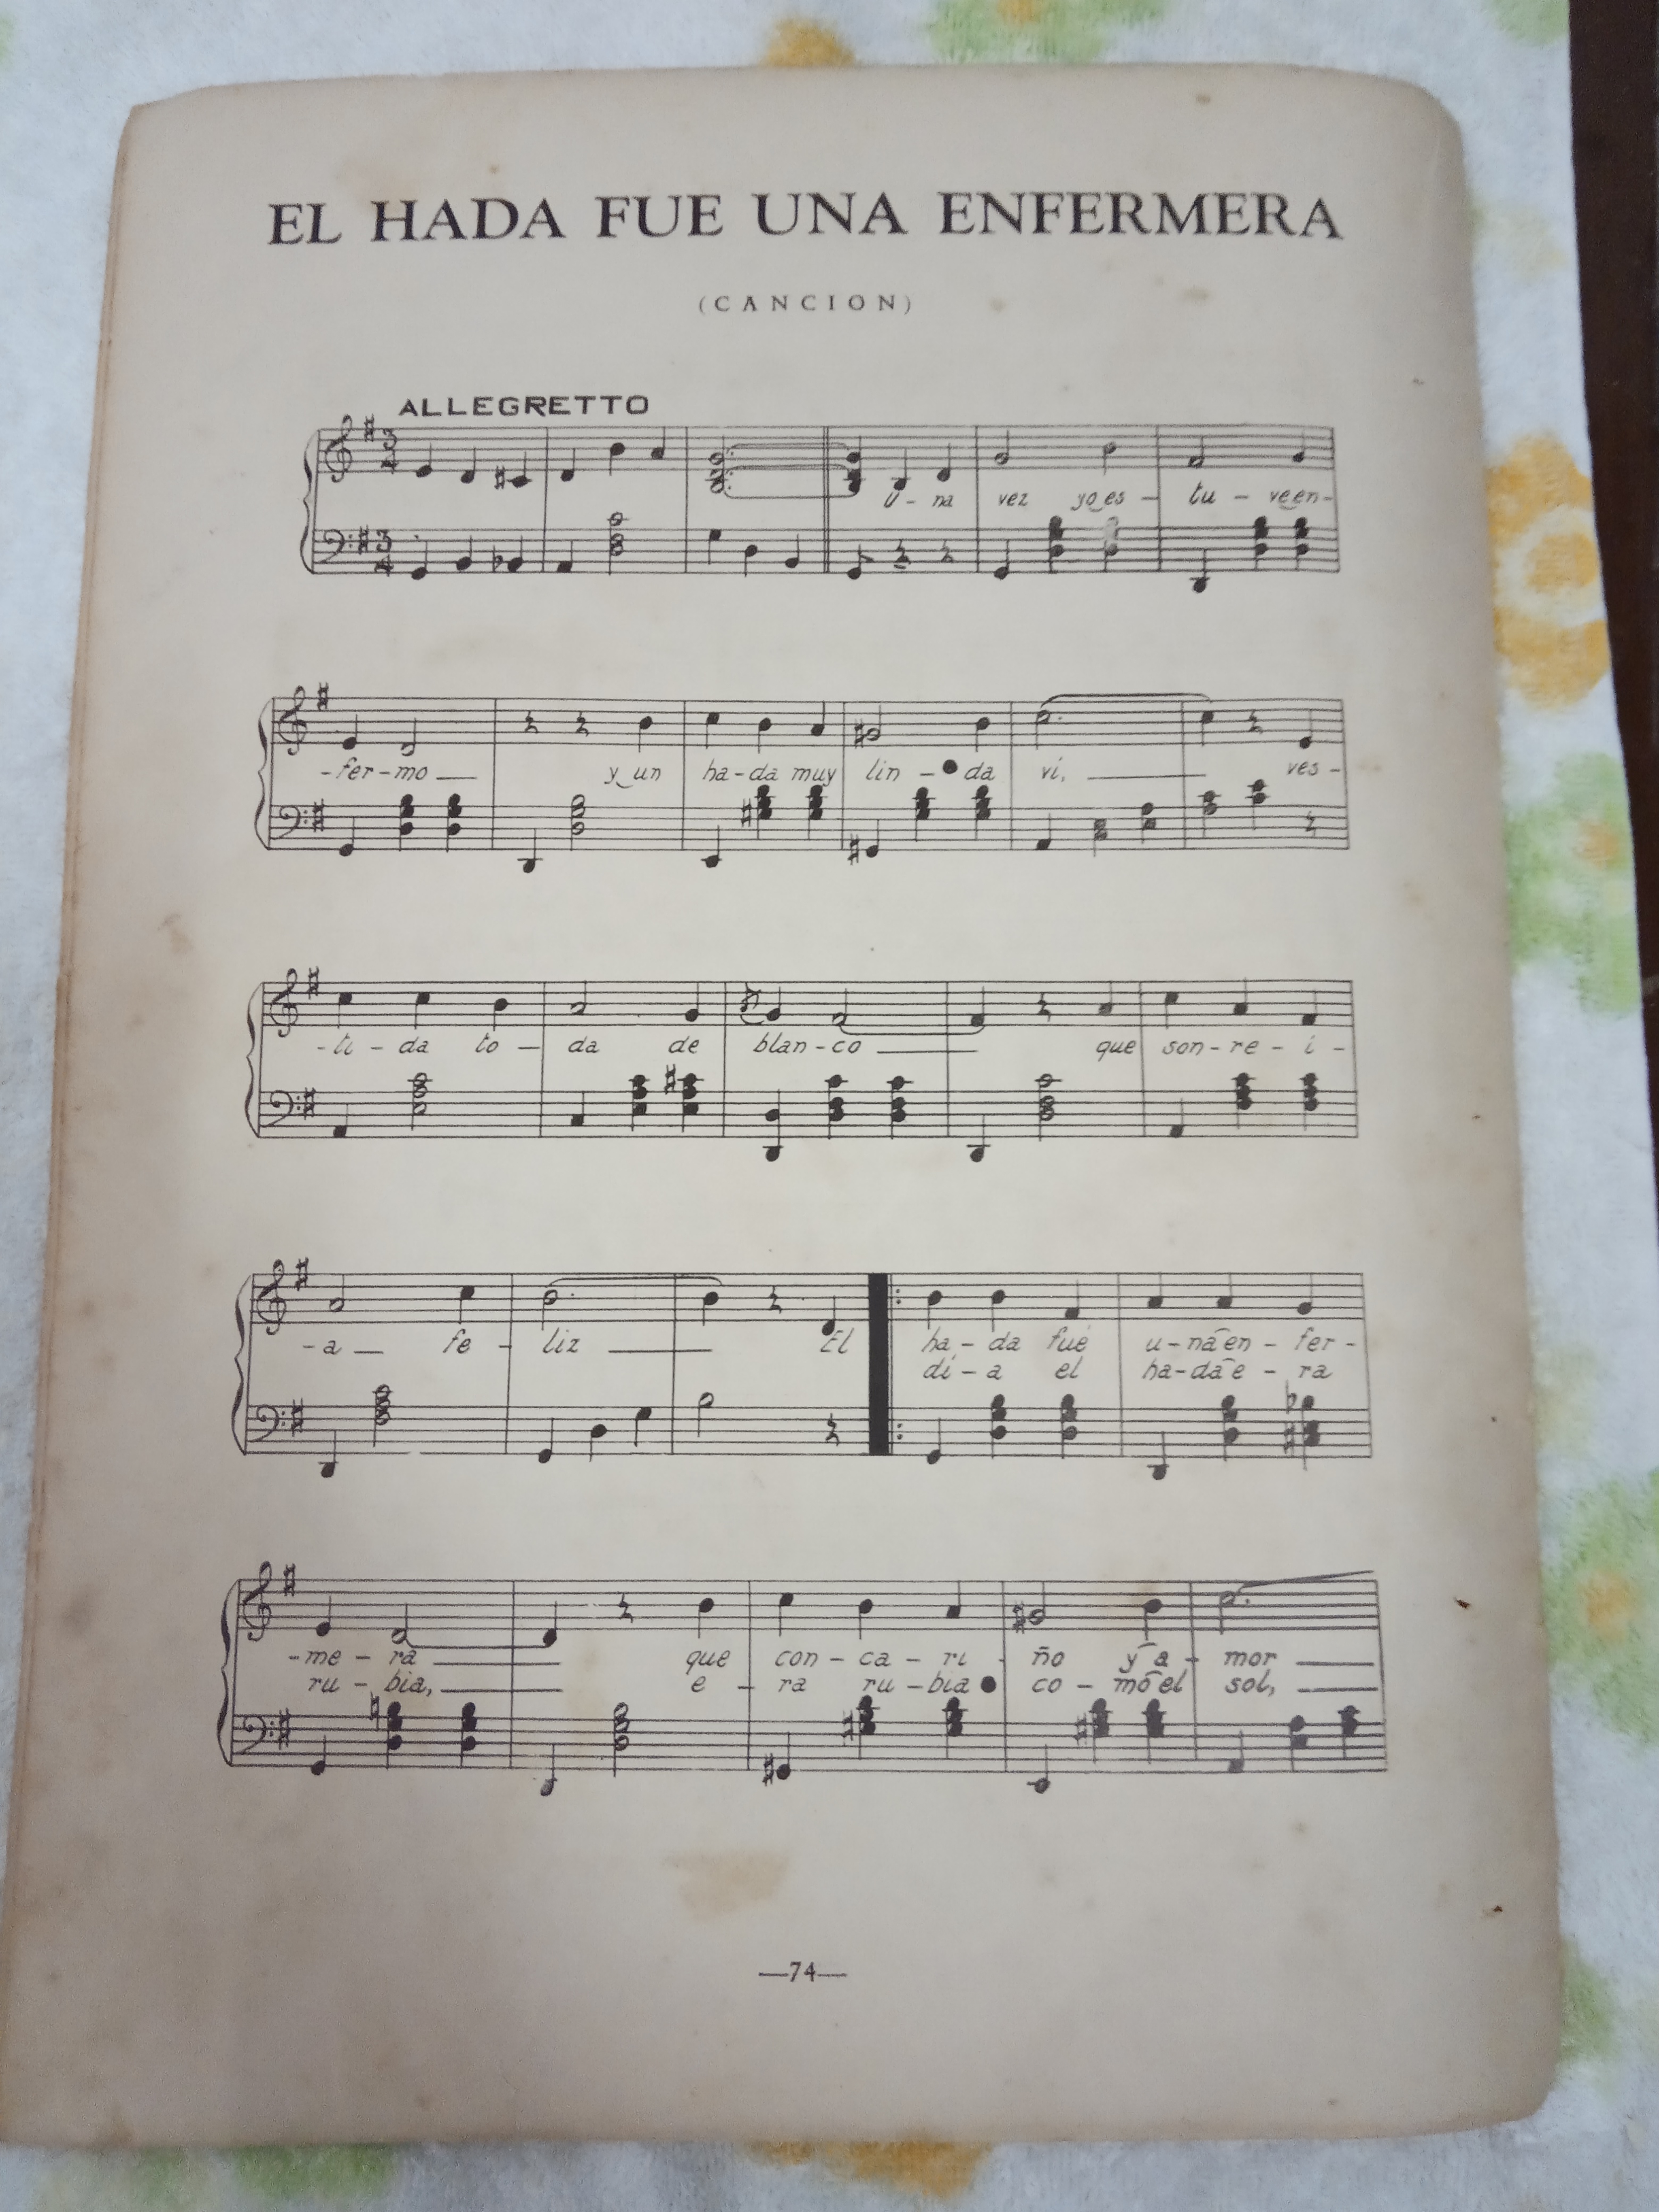 EL HADA FUE UNA ENFERMERA
(CANCION)
ALLEGRETTO
U - na vez yo es - tu - ve en -
- fer - mo y un ha - da muy lin - da vi, ves -
- ti - da to - da de blan - co que son - re - i -
- a fe - liz El ha - da fué u - na en - fer -
di - a el ha - da e - ra
- me - ra que con - ca - ri - ño y a - mor
ru - bia, e - ra ru - bia co - mo el sol,
—74—